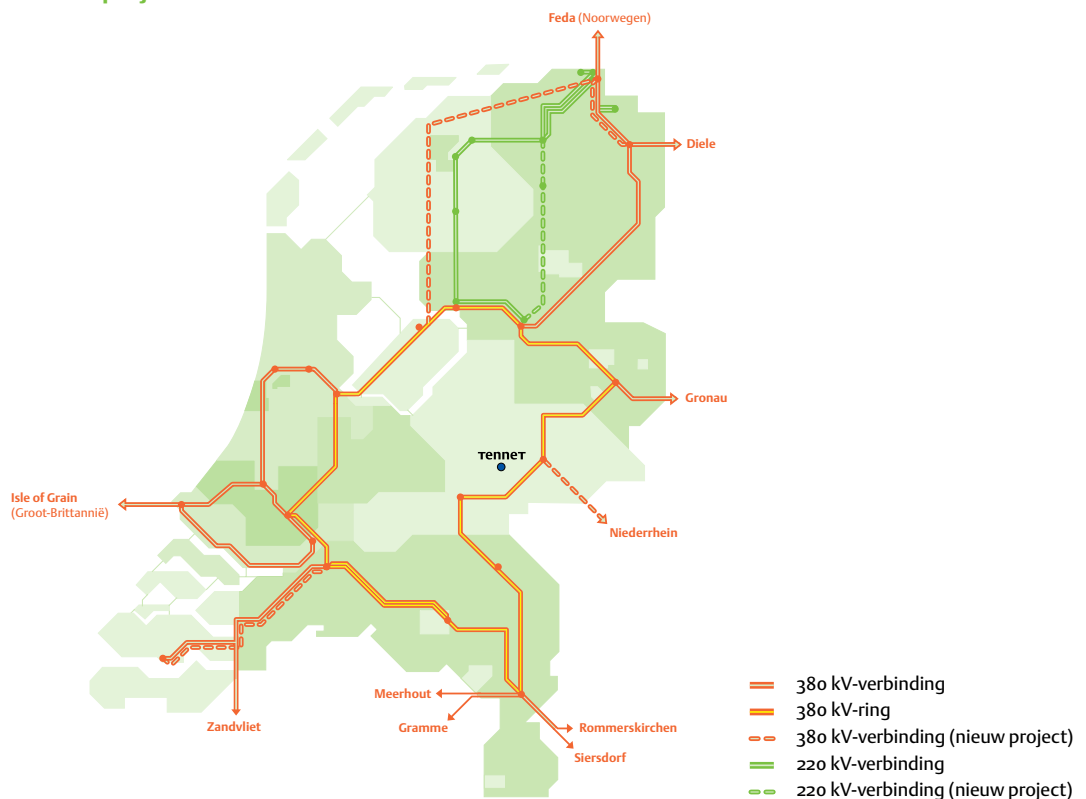 Feda (Noorwegen)
Diele
Gronau
TenneT
Isle of Grain
(Groot-Brittannië)
Niederrhein
Meerhout
Gramme
Zandvliet
Rommerskirchen
Siersdorf
380 kV-verbinding
380 kV-ring
380 kV-verbinding (nieuw project)
220 kV-verbinding
220 kV-verbinding (nieuw project)